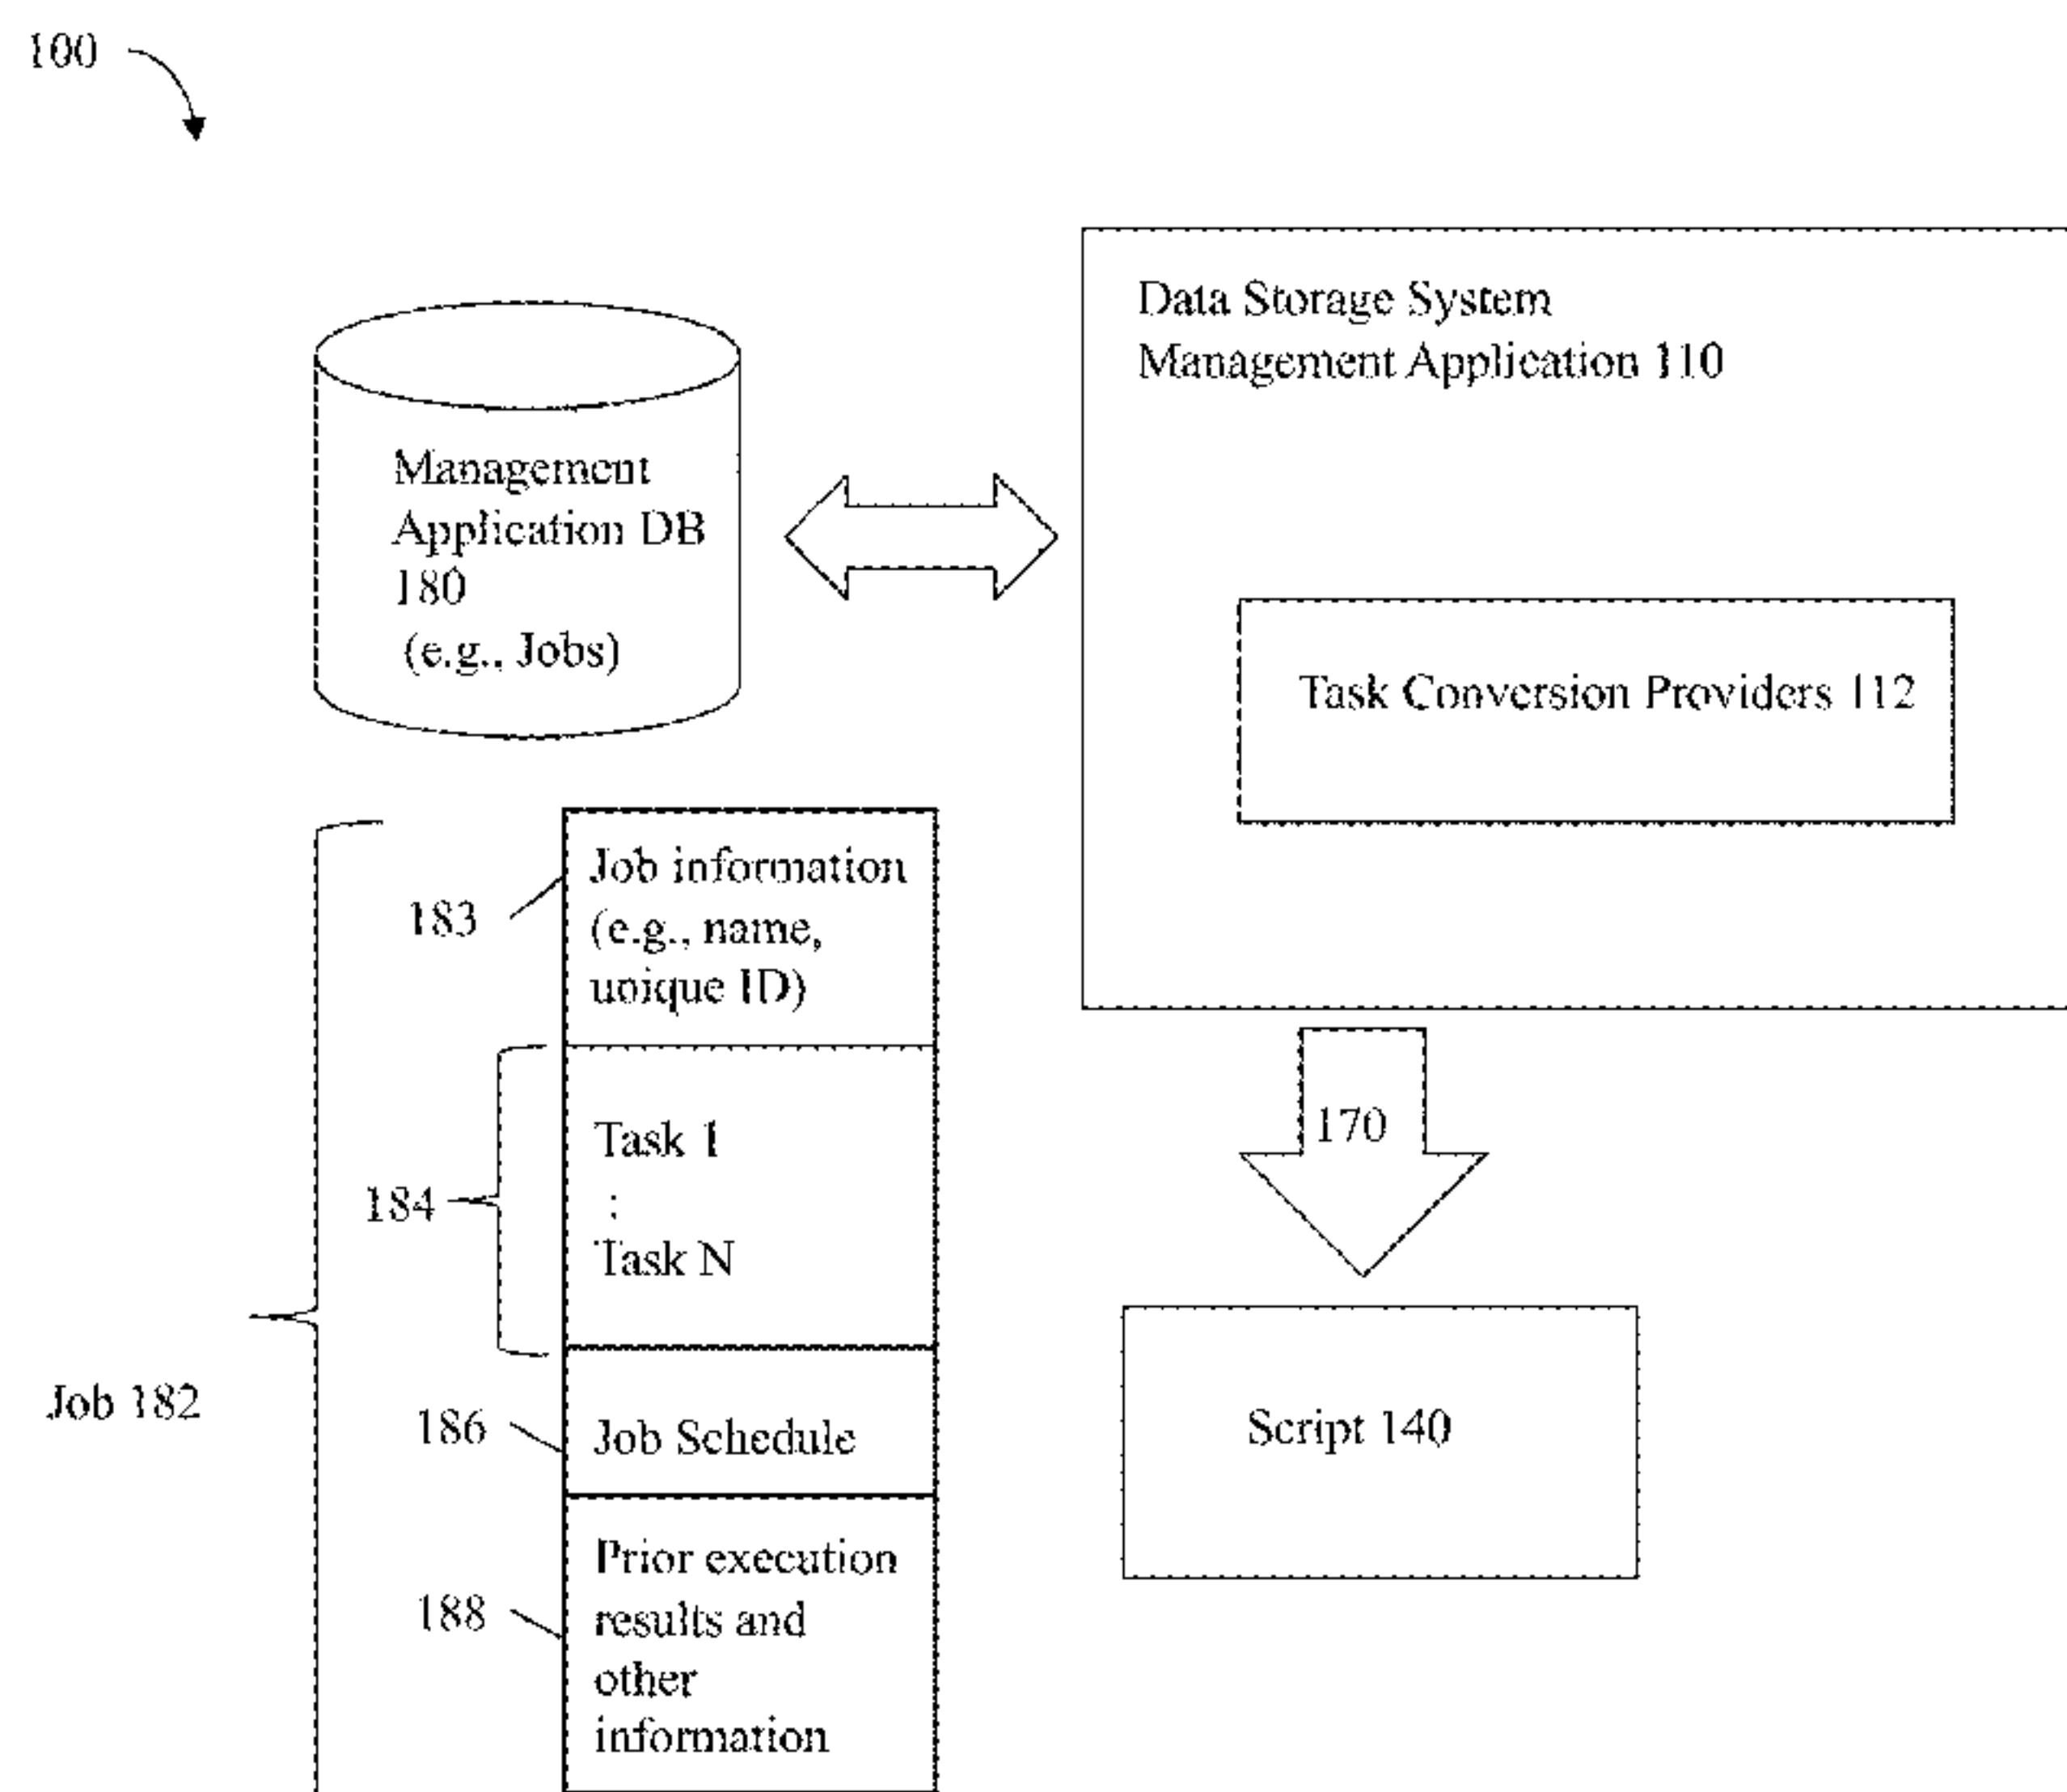 100
Data Storage System
Management Application 110
Management
Application DB
180
(e.g., Jobs)
Task Conversion Providers 112
183
Job information
(e.g., name,
unique ID)
184
Task 1
:
Task N
170
Job 182
186
Job Schedule
Script 140
188
Prior execution
results and
other
information